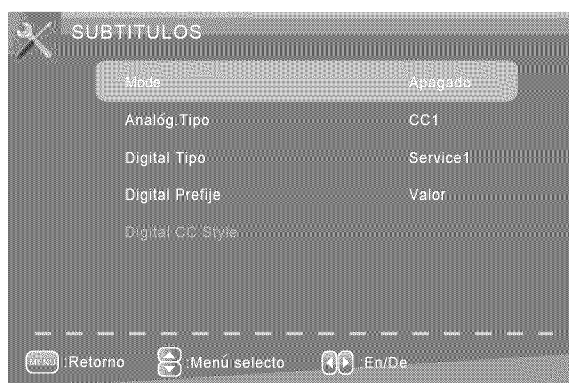 SUBTITULOS
Mode Apagado
Analóg.Tipo CC1
Digital Tipo Service1
Digital Prefije Valor
Digital CC Style
MENU :Retorno :Menú selecto :En/De